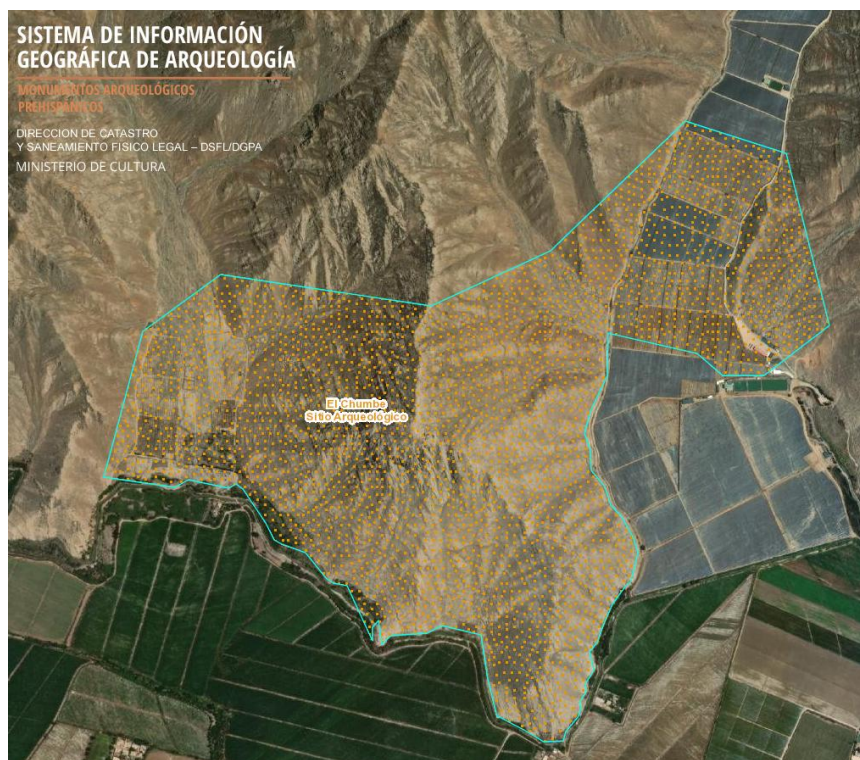 SISTEMA DE INFORMACIÓN
GEOGRÁFICA DE ARQUEOLOGÍA
MONUMENTOS ARQUEOLÓGICOS
PREHISPÁNICOS
DIRECCION DE CATASTRO
Y SANEAMIENTO FISICO LEGAL – DSFL/DGPA
MINISTERIO DE CULTURA
El Chumbe
Sitio Arqueológico